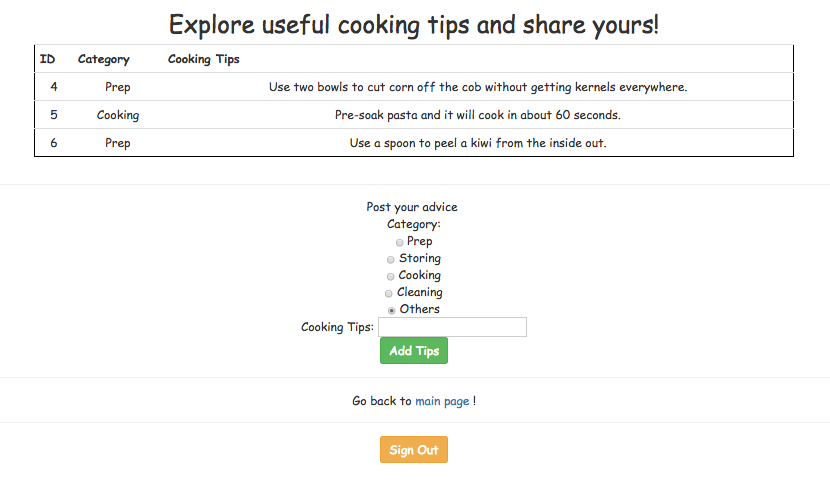 Explore useful cooking tips and share yours!
ID Category Cooking Tips
4 Prep Use two bowls to cut corn off the cob without getting kernels everywhere.
5 Cooking Pre-soak pasta and it will cook in about 60 seconds.
6 Prep Use a spoon to peel a kiwi from the inside out.
Post your advice
Category:
Prep
Storing
Cooking
Cleaning
Others
Cooking Tips:
Add Tips
Go back to main page !
Sign Out